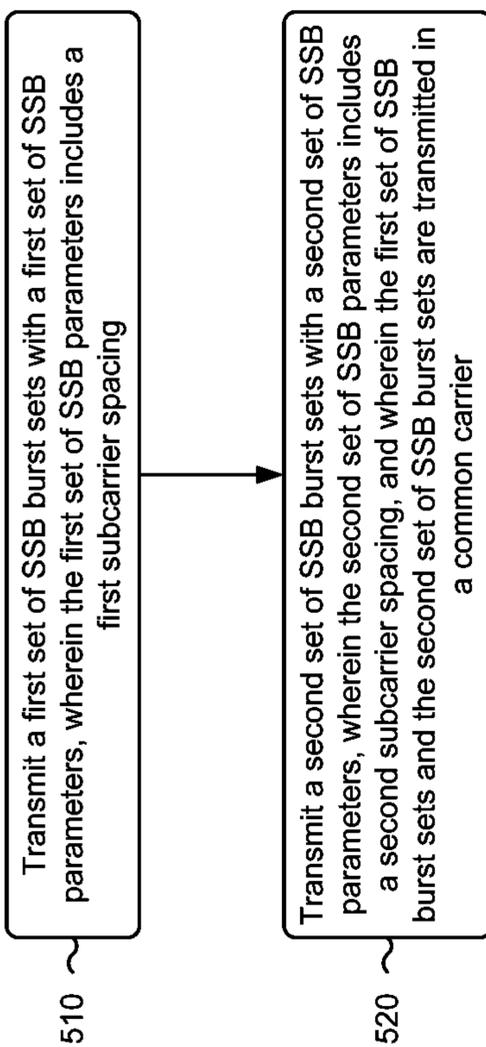 510
Transmit a first set of SSB burst sets with a first set of SSB
parameters, wherein the first set of SSB parameters includes a
first subcarrier spacing
520
Transmit a second set of SSB burst sets with a second set of SSB
parameters, wherein the second set of SSB parameters includes
a second subcarrier spacing, and wherein the first set of SSB
burst sets and the second set of SSB burst sets are transmitted in
a common carrier